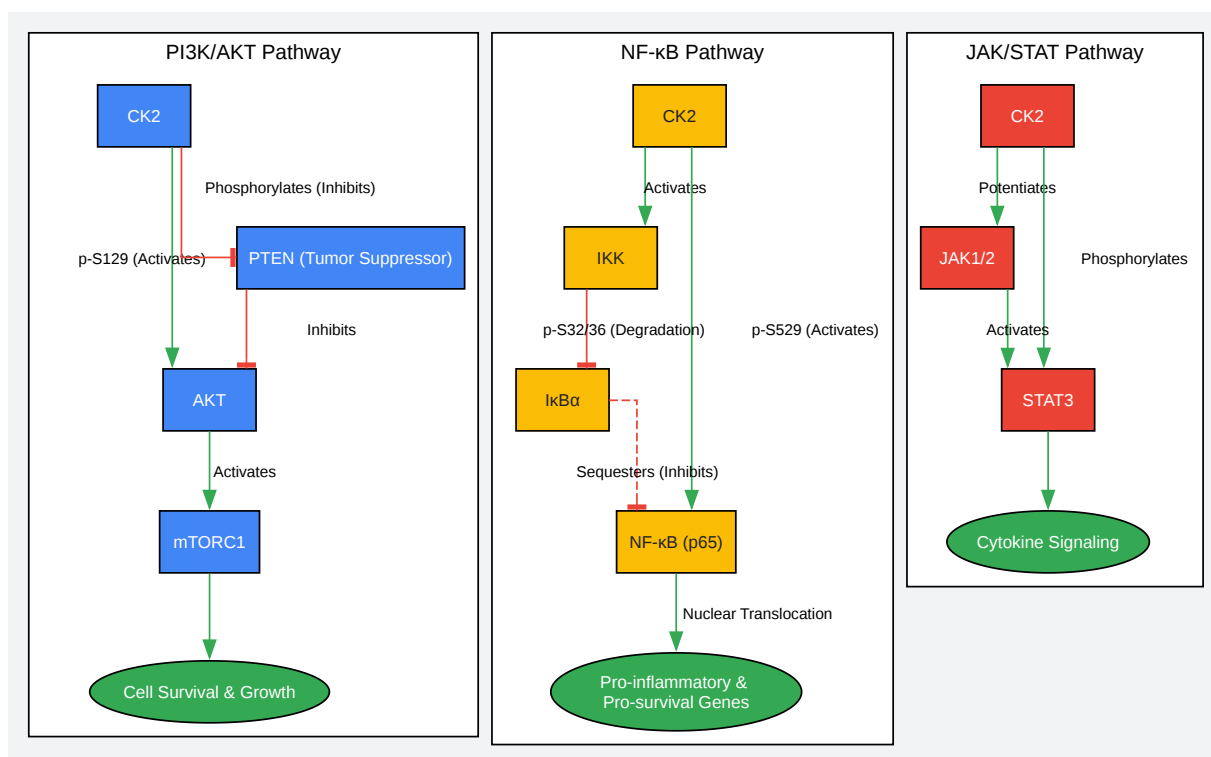 PI3K/AKT Pathway
CK2
Phosphorylates (Inhibits)
p-S129 (Activates)
PTEN (Tumor Suppressor)
Inhibits
AKT
Activates
mTORC1
Cell Survival & Growth
NF-κB Pathway
CK2
Activates
IKK
p-S32/36 (Degradation)
p-S529 (Activates)
IκBα
Sequesters (Inhibits)
NF-κB (p65)
Nuclear Translocation
Pro-inflammatory &
Pro-survival Genes
JAK/STAT Pathway
CK2
Potentiates
JAK1/2
Phosphorylates
Activates
STAT3
Cytokine Signaling